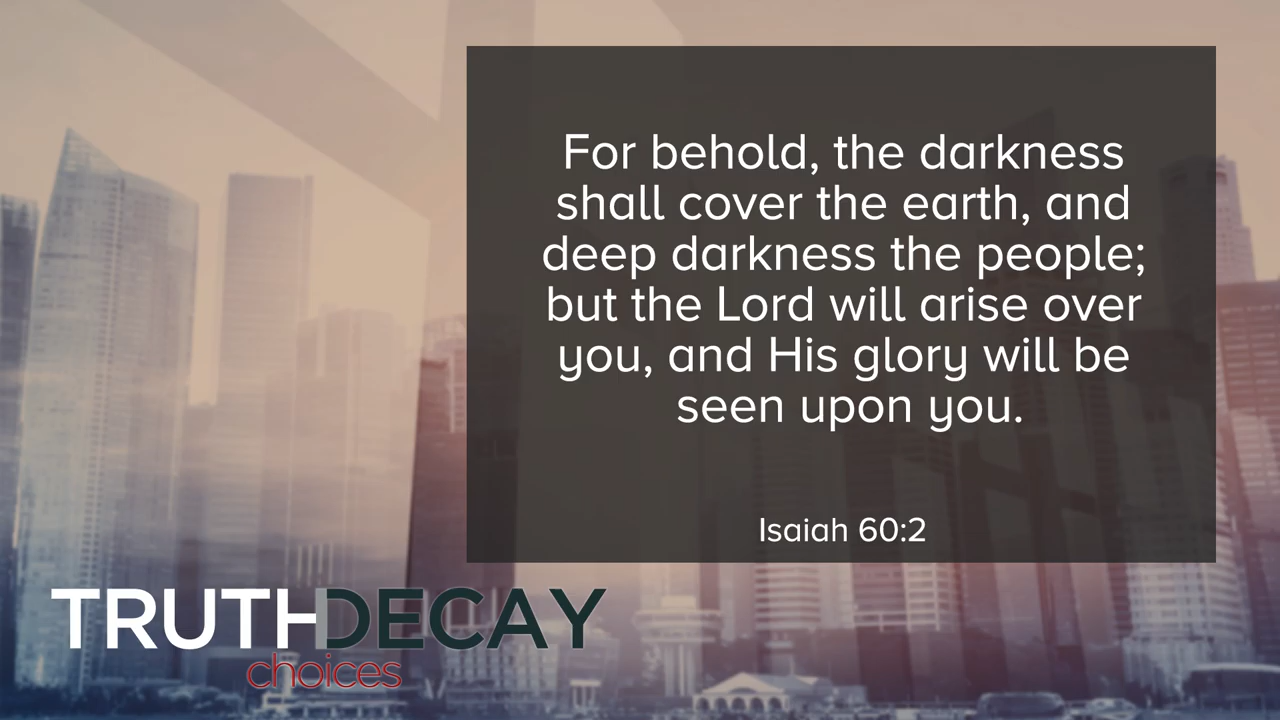 For behold, the darkness
shall cover the earth, and
deep darkness the people;
but the Lord will arise over
you, and His glory will be
seen upon you.
Isaiah 60:2
TRUTHDECAY
choices